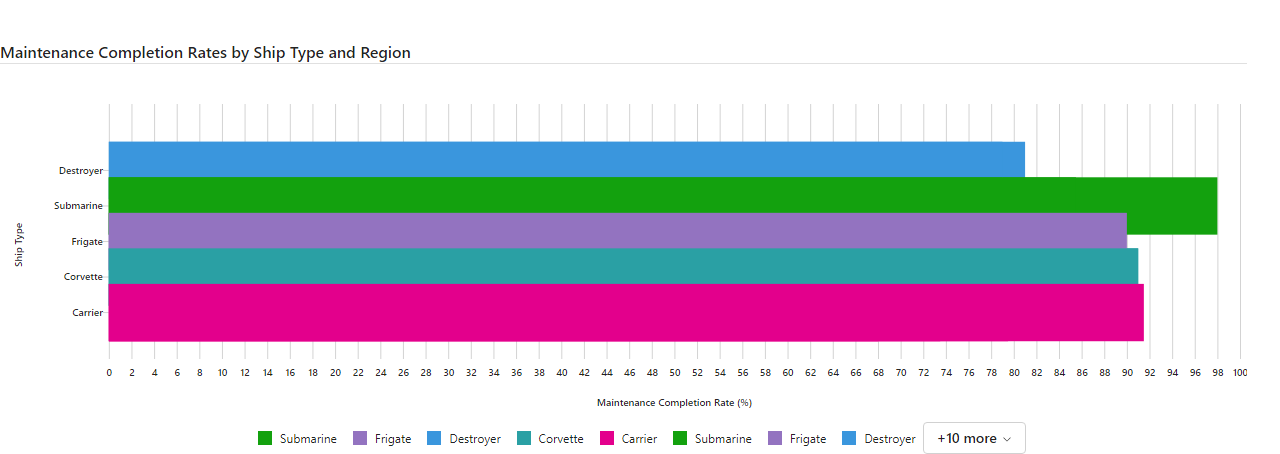 Maintenance Completion Rates by Ship Type and Region
Ship Type
Destroyer
Submarine
Frigate
Corvette
Carrier
0 2 4 6 8 10 12 14 16 18 20 22 24 26 28 30 32 34 36 38 40 42 44 46 48 50 52 54 56 58 60 62 64 66 68 70 72 74 76 78 80 82 84 86 88 90 92 94 96 98 100
Maintenance Completion Rate (%)
Submarine Frigate Destroyer Corvette Carrier Submarine Frigate Destroyer +10 more